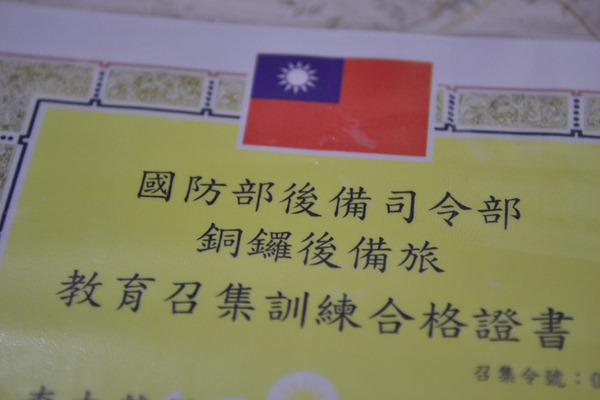 國防部後備司令部
銅鑼後備旅
教育召集訓練合格證書
召集令號：0